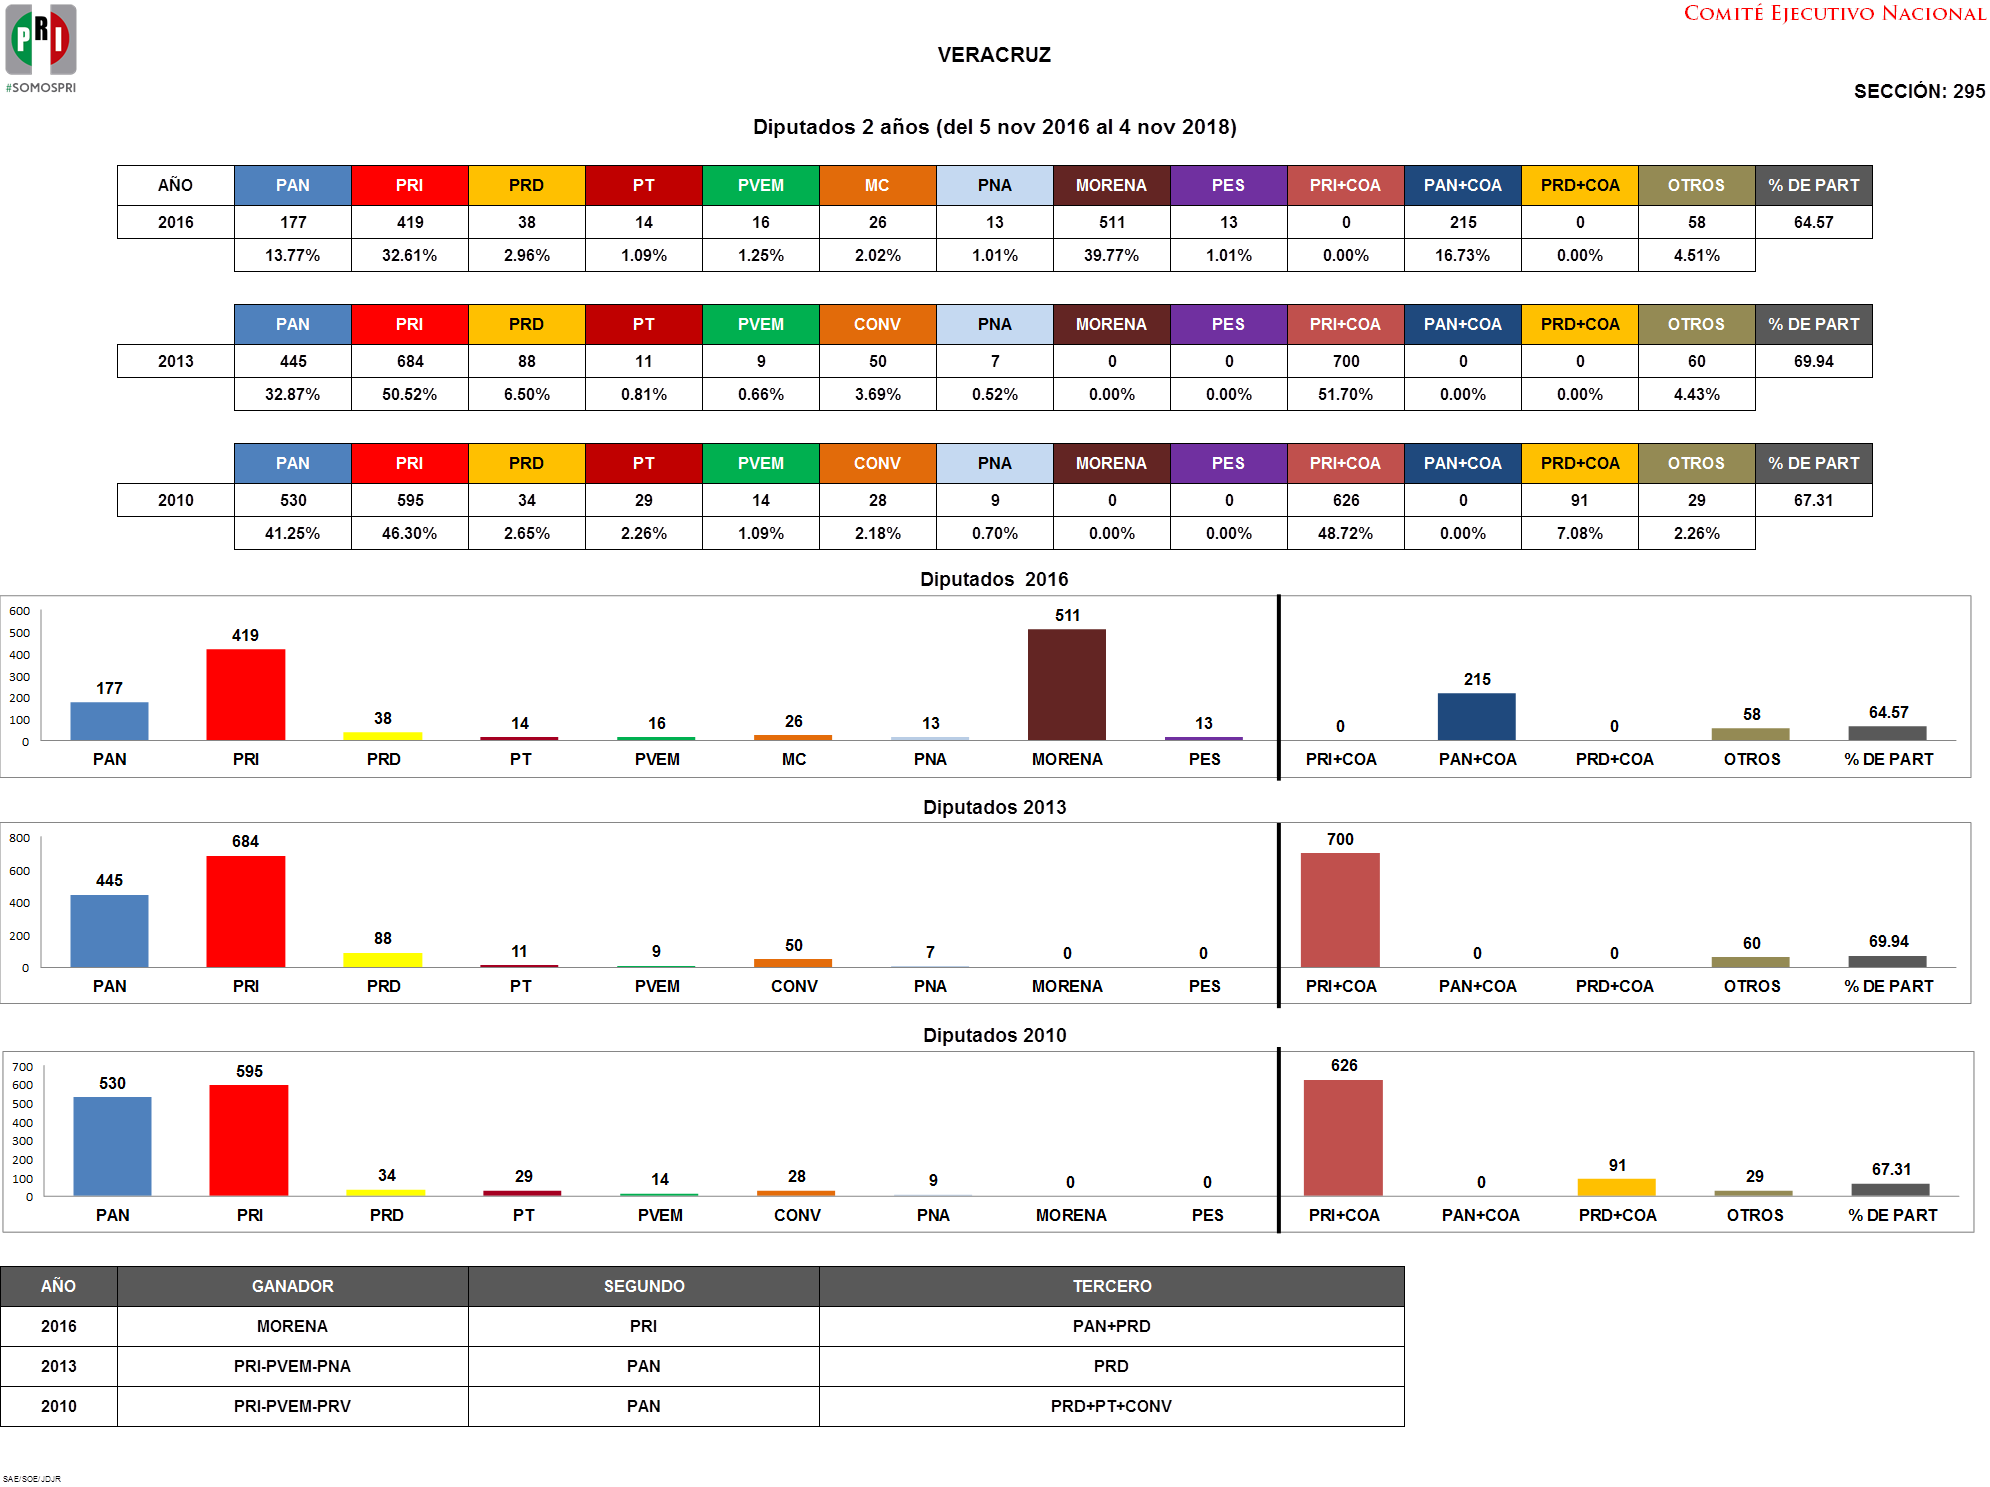 PRI
#SOMOSPRI
COMITÉ EJECUTIVO NACIONAL
VERACRUZ
SECCIÓN: 295
Diputados 2 años (del 5 nov 2016 al 4 nov 2018)
AÑO PAN PRI PRD PT PVEM MC PNA MORENA PES PRI+COA PAN+COA PRD+COA OTROS % DE PART
2016 177 419 38 14 16 26 13 511 13 0 215 0 58 64.57
13.77% 32.61% 2.96% 1.09% 1.25% 2.02% 1.01% 39.77% 1.01% 0.00% 16.73% 0.00% 4.51%
PAN PRI PRD PT PVEM CONV PNA MORENA PES PRI+COA PAN+COA PRD+COA OTROS % DE PART
2013 445 684 88 11 9 50 7 0 0 700 0 0 60 69.94
32.87% 50.52% 6.50% 0.81% 0.66% 3.69% 0.52% 0.00% 0.00% 51.70% 0.00% 0.00% 4.43%
PAN PRI PRD PT PVEM CONV PNA MORENA PES PRI+COA PAN+COA PRD+COA OTROS % DE PART
2010 530 595 34 29 14 28 9 0 0 626 0 91 29 67.31
41.25% 46.30% 2.65% 2.26% 1.09% 2.18% 0.70% 0.00% 0.00% 48.72% 0.00% 7.08% 2.26%
Diputados 2016
600
500
400
300
200
100
0
177 419 38 14 16 26 13 511 13 0 215 0 58 64.57
PAN PRI PRD PT PVEM MC PNA MORENA PES PRI+COA PAN+COA PRD+COA OTROS % DE PART
Diputados 2013
800
600
400
200
0
445 684 88 11 9 50 7 0 0 700 0 0 60 69.94
PAN PRI PRD PT PVEM CONV PNA MORENA PES PRI+COA PAN+COA PRD+COA OTROS % DE PART
Diputados 2010
700
600
500
400
300
200
100
0
530 595 34 29 14 28 9 0 0 626 0 91 29 67.31
PAN PRI PRD PT PVEM CONV PNA MORENA PES PRI+COA PAN+COA PRD+COA OTROS % DE PART
AÑO GANADOR SEGUNDO TERCERO
2016 MORENA PRI PAN+PRD
2013 PRI-PVEM-PNA PAN PRD
2010 PRI-PVEM-PRV PAN PRD+PT+CONV
SAE/SOE/JDJR